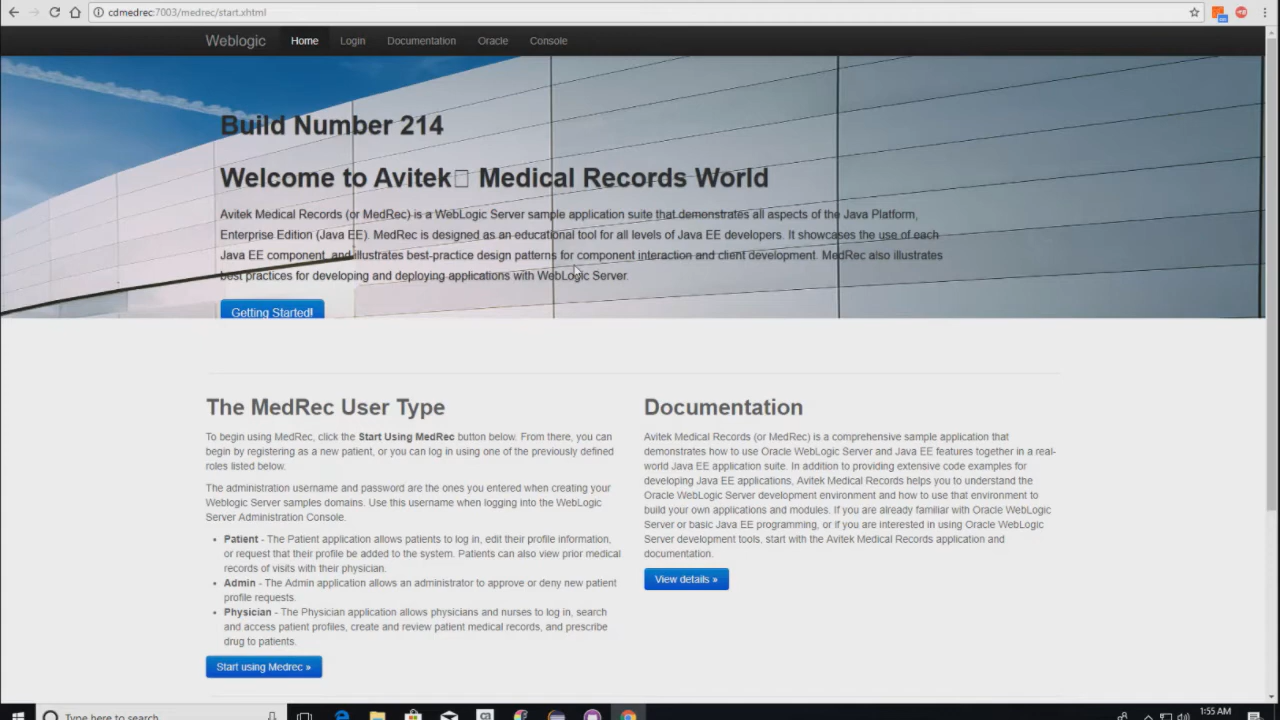 cdmedrec:7003/medrec/start.xhtml
Weblogic Home Login Documentation Oracle Console
Build Number 214
Welcome to Avitek□ Medical Records World
Avitek Medical Records (or MedRec) is a WebLogic Server sample application suite that demonstrates all aspects of the Java Platform,
Enterprise Edition (Java EE). MedRec is designed as an educational tool for all levels of Java EE developers. It showcases the use of each
Java EE component, and illustrates best-practice design patterns for component interaction and client development. MedRec also illustrates
best practices for developing and deploying applications with WebLogic Server.
Getting Started!
The MedRec User Type
To begin using MedRec, click the Start Using MedRec button below. From there, you can
begin by registering as a new patient, or you can log in using one of the previously defined
roles listed below.
The administration username and password are the ones you entered when creating your
Weblogic Server samples domains. Use this username when logging into the WebLogic
Server Administration Console.
• Patient - The Patient application allows patients to log in, edit their profile information,
or request that their profile be added to the system. Patients can also view prior medical
records of visits with their physician.
• Admin - The Admin application allows an administrator to approve or deny new patient
profile requests.
• Physician - The Physician application allows physicians and nurses to log in, search
and access patient profiles, create and review patient medical records, and prescribe
drug to patients.
Start using Medrec »
Documentation
Avitek Medical Records (or MedRec) is a comprehensive sample application that
demonstrates how to use Oracle WebLogic Server and Java EE features together in a real-
world Java EE application suite. In addition to providing extensive code examples for
developing Java EE applications, Avitek Medical Records helps you to understand the
Oracle WebLogic Server development environment and how to use that environment to
build your own applications and modules. If you are already familiar with Oracle WebLogic
Server or basic Java EE programming, or if you are interested in using Oracle WebLogic
Server development tools, start with the Avitek Medical Records application and
documentation.
View details »
Type here to search
1:55 AM